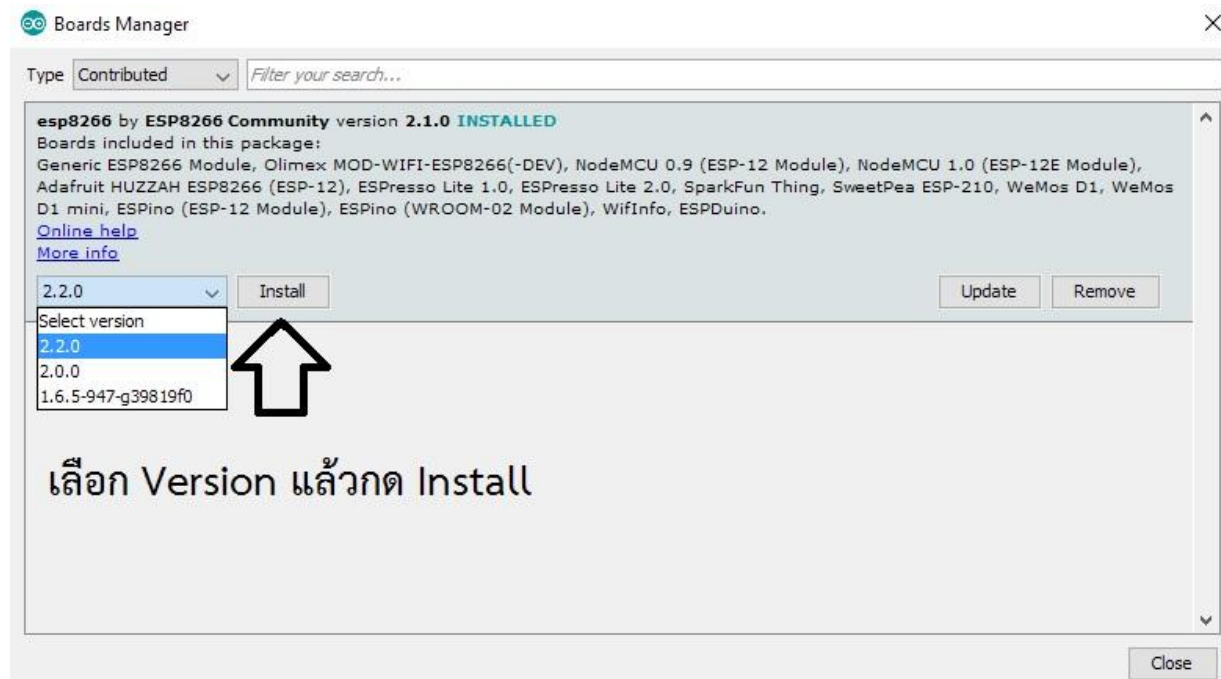 Boards Manager
Type Contributed Filter your search...
esp8266 by ESP8266 Community version 2.1.0 INSTALLED
Boards included in this package:
Generic ESP8266 Module, Olimex MOD-WIFI-ESP8266(-DEV), NodeMCU 0.9 (ESP-12 Module), NodeMCU 1.0 (ESP-12E Module),
Adafruit HUZZAH ESP8266 (ESP-12), ESPresso Lite 1.0, ESPresso Lite 2.0, SparkFun Thing, SweetPea ESP-210, WeMos D1, WeMos
D1 mini, ESPino (ESP-12 Module), ESPino (WROOM-02 Module), WifInfo, ESPDuino.
Online help
More info
2.2.0 Install Update Remove
Select version
2.2.0
2.0.0
1.6.5-947-g39819f0
เลือก Version แล้วกด Install
Close